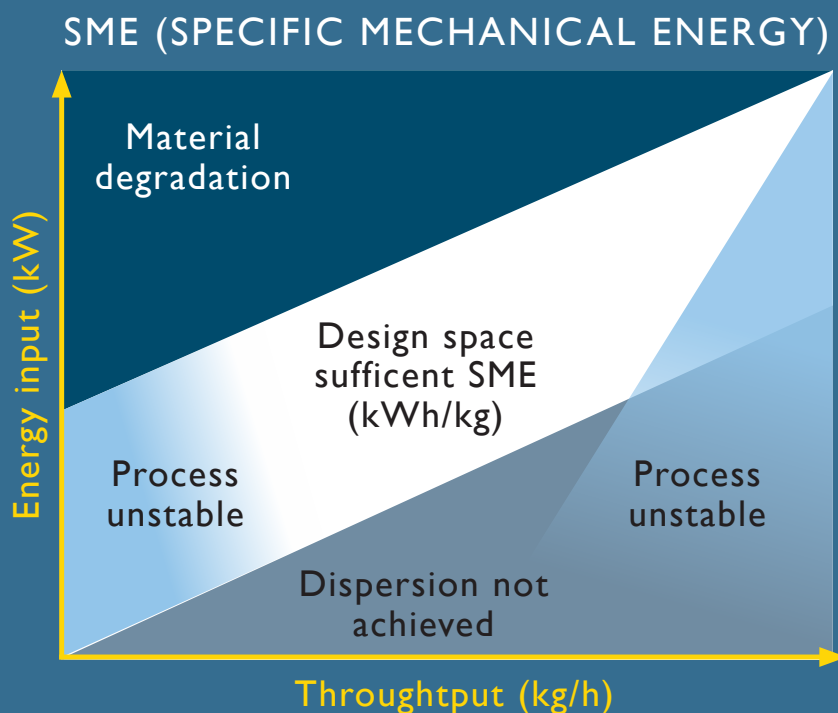 SME (SPECIFIC MECHANICAL ENERGY)
Material
degradation
Energy input (kW)
Design space
sufficent SME
(kWh/kg)
Process
unstable
Process
unstable
Dispersion not
achieved
Throughtput (kg/h)